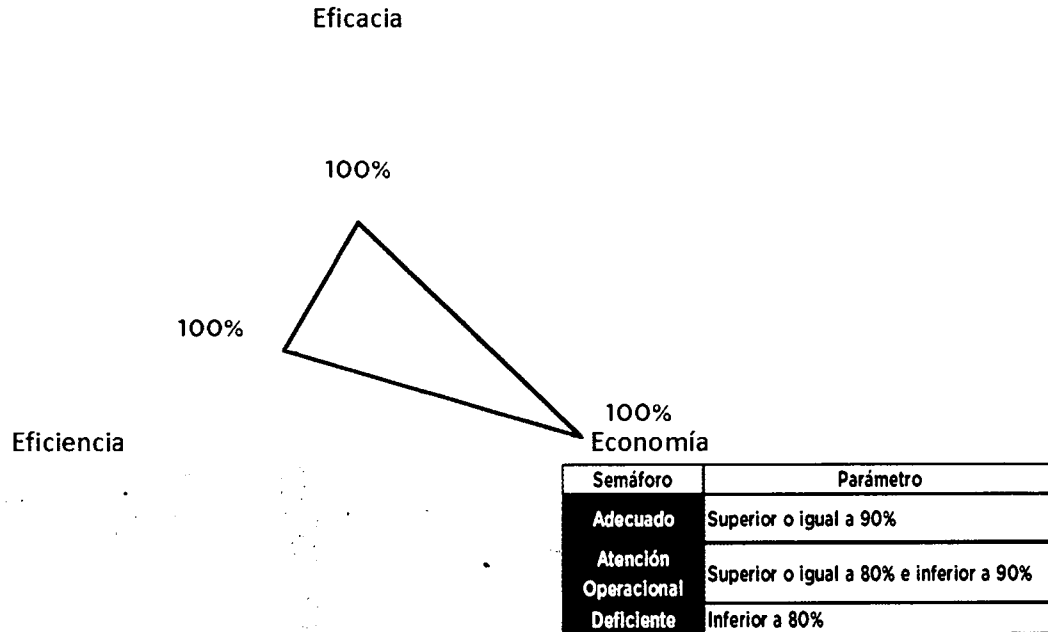 Eficacia
100%
100%
100%
Eficiencia
Economía
Semáforo Parámetro
Adecuado Superior o igual a 90%
Atención
Operacional Superior o igual a 80% e inferior a 90%
Deficiente Inferior a 80%